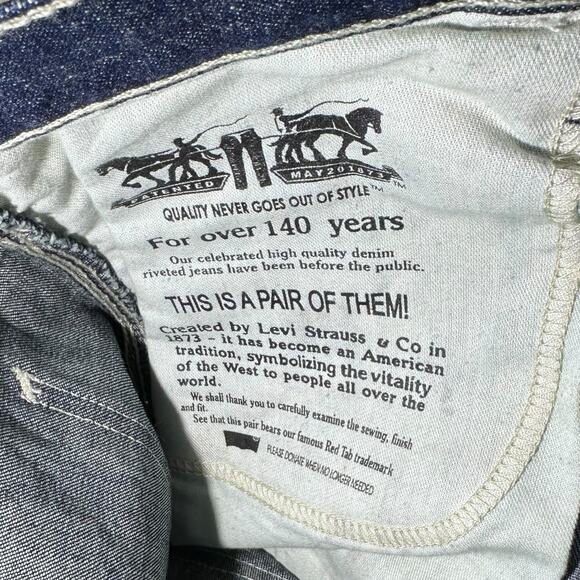 PATENTED MAY 20 1873
QUALITY NEVER GOES OUT OF STYLE™ ™
For over 140 years
Our celebrated high quality denim
riveted jeans have been before the public.
THIS IS A PAIR OF THEM!
Created by Levi Strauss & Co in
1873 - it has become an American
tradition, symbolizing the vitality
of the West to people all over the
world.
We shall thank you to carefully examine the sewing, finish
and fit.
See that this pair bears our famous Red Tab trademark
PLEASE DONATE WHEN NO LONGER NEEDED